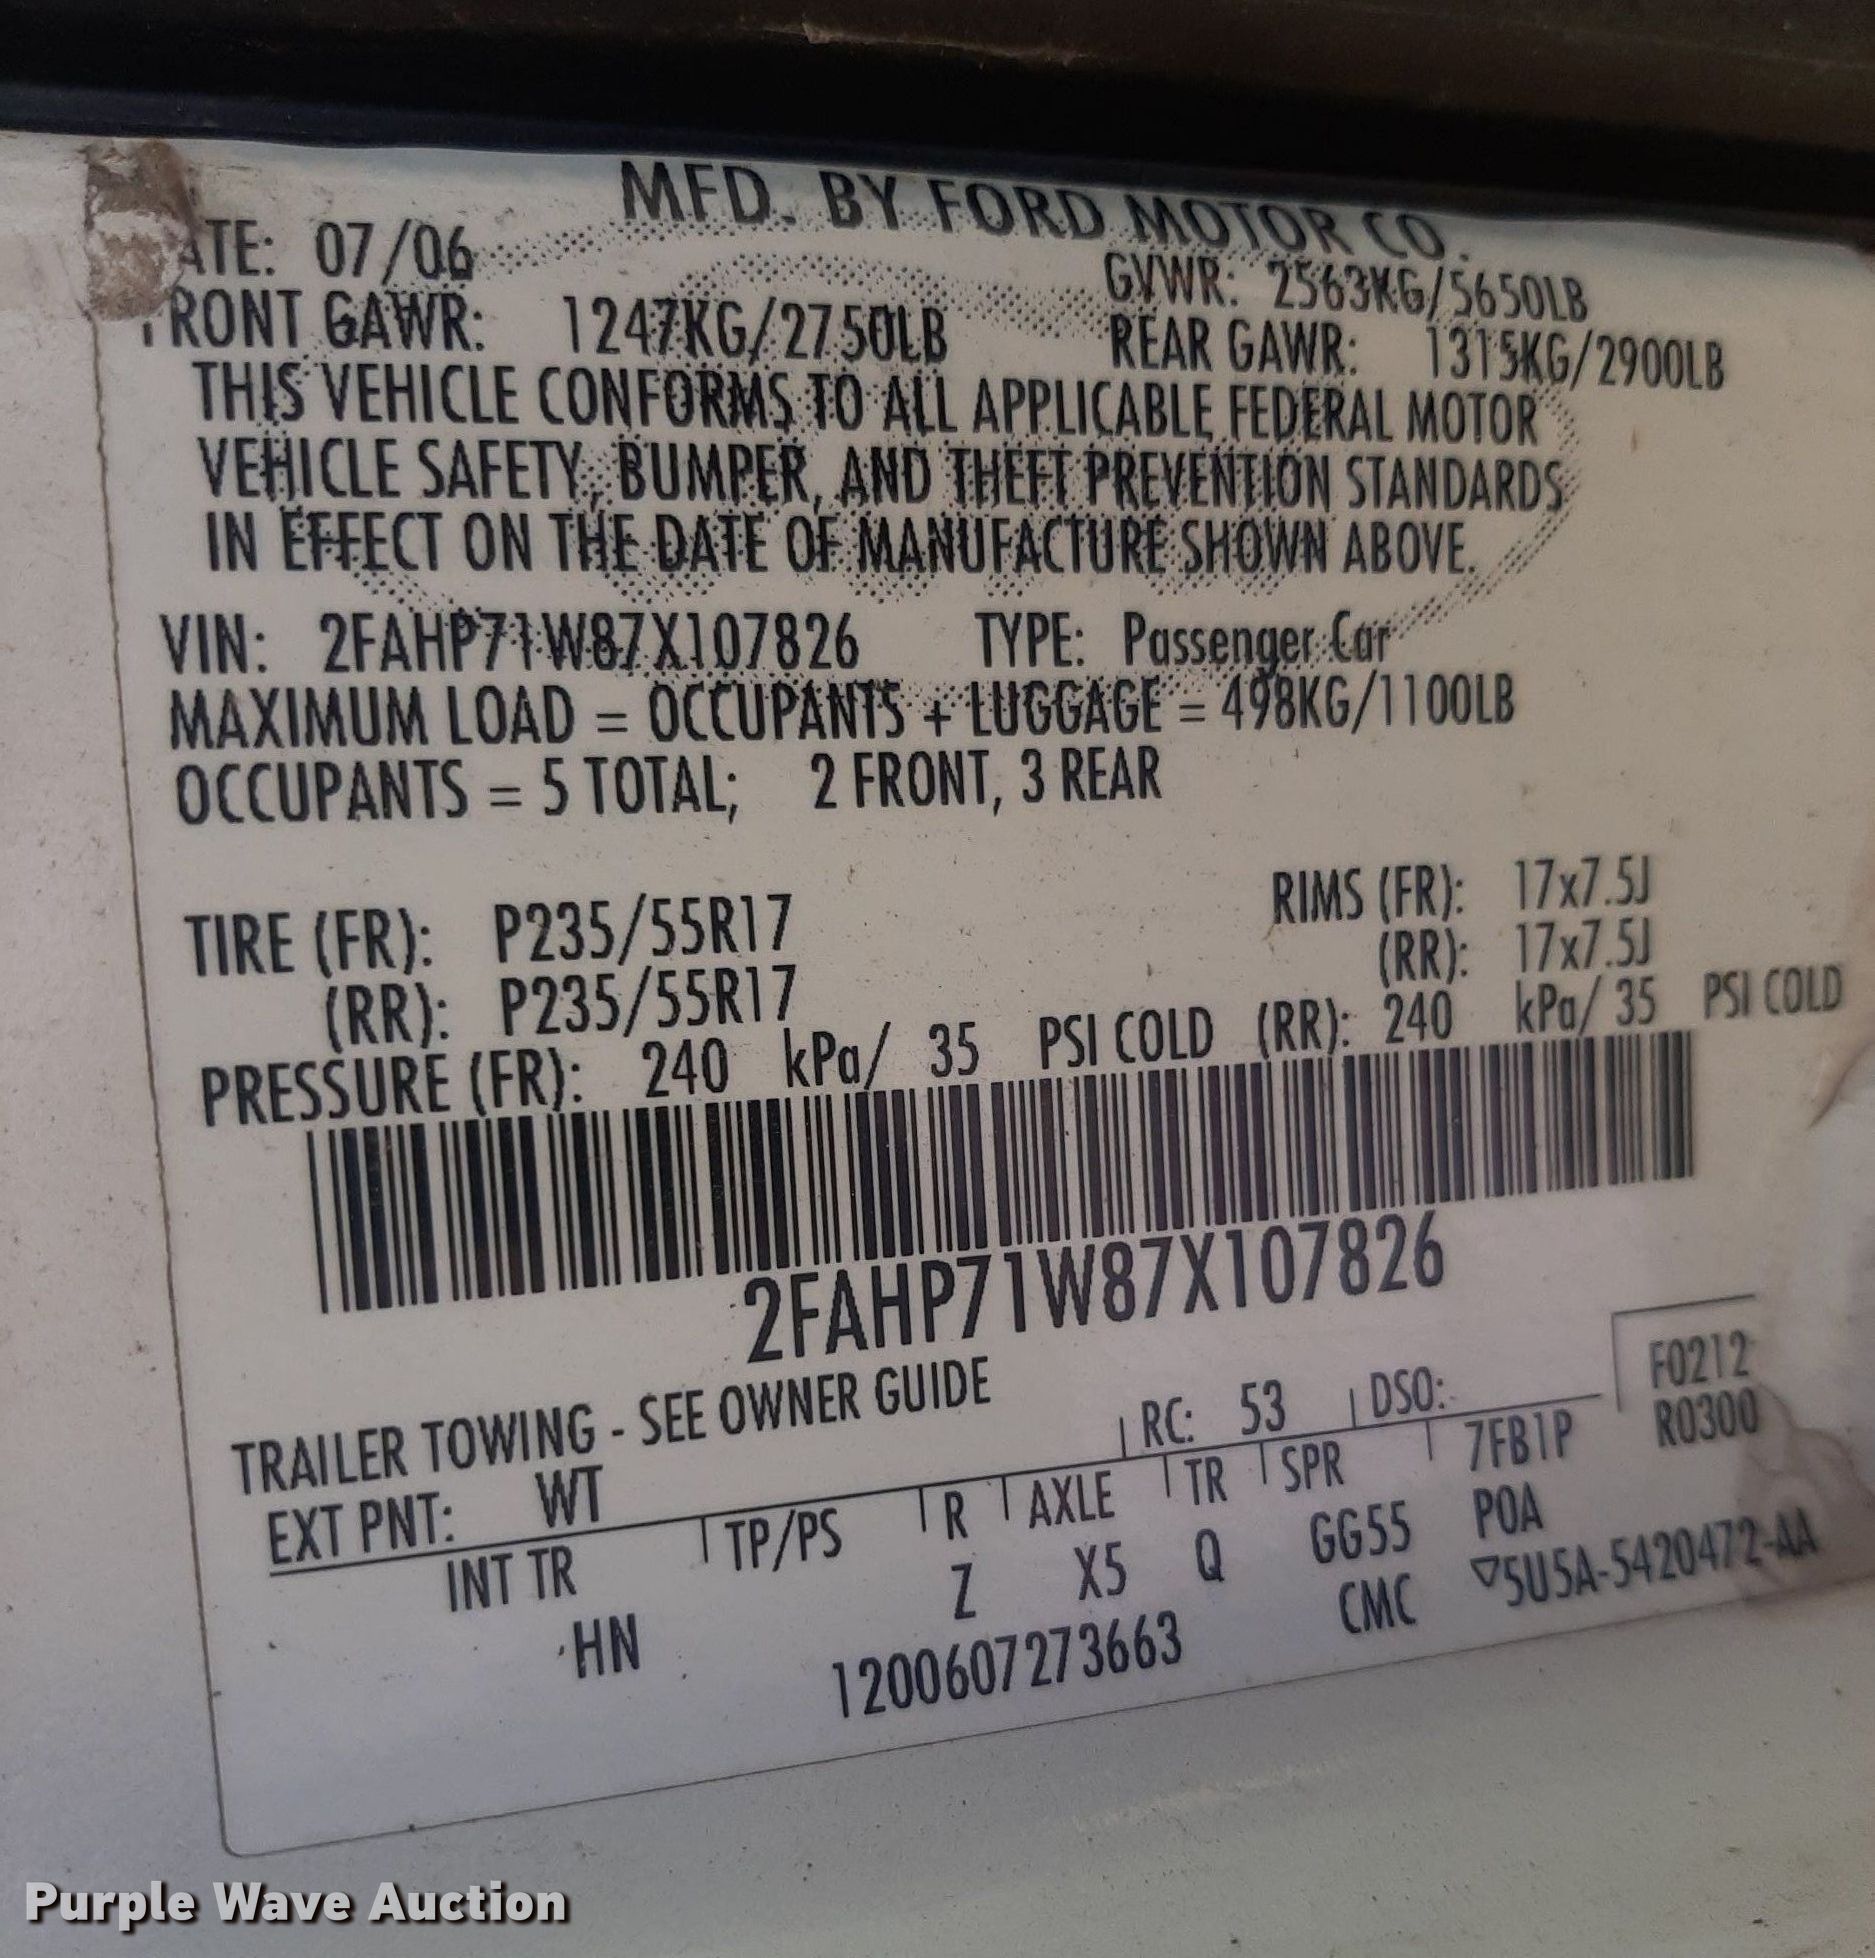 MFD. BY FORD MOTOR CO.
ATE: 07/06 GVWR: 2563KG/5650LB
RONT GAWR: 1247KG/2750LB REAR GAWR: 1315KG/2900LB
THIS VEHICLE CONFORMS TO ALL APPLICABLE FEDERAL MOTOR
VEHICLE SAFETY, BUMPER, AND THEFT PREVENTION STANDARDS
IN EFFECT ON THE DATE OF MANUFACTURE SHOWN ABOVE.
VIN: 2FAHP71W87X107826 TYPE: Passenger Car
MAXIMUM LOAD = OCCUPANTS + LUGGAGE = 498KG/1100LB
OCCUPANTS = 5 TOTAL; 2 FRONT, 3 REAR
TIRE (FR): P235/55R17 RIMS (FR): 17x7.5J
(RR): P235/55R17 (RR): 17x7.5J
PRESSURE (FR): 240 kPa/ 35 PSI COLD (RR): 240 kPa/ 35 PSI COLD
2FAHP71W87X107826
TRAILER TOWING - SEE OWNER GUIDE
EXT PNT: WT RC: 53 DSO: F0212
R0300
INT TR TP/PS R AXLE TR SPR 7FB1P
HN Z X5 Q GG55 POA
1200607273663 CMC ▽5U5A-5420472-AA
Purple Wave Auction